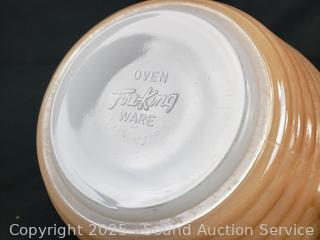 OVEN
Fire-King
WARE
Copyright 2025 - Sound Auction Service